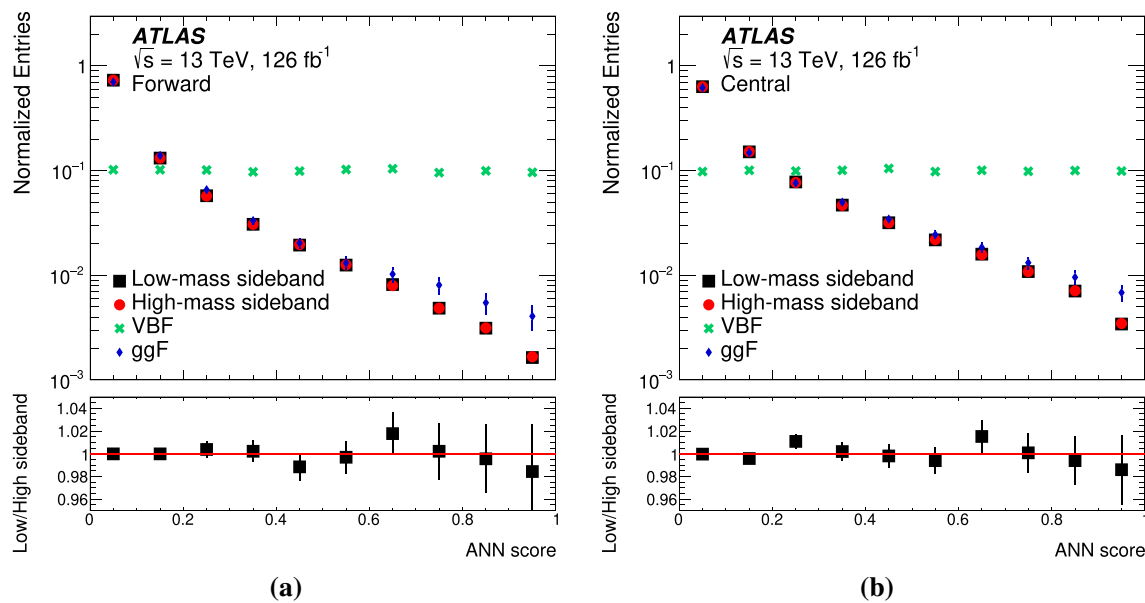 Normalized Entries
1
10⁻¹
10⁻²
10⁻³
ATLAS
√s = 13 TeV, 126 fb⁻¹
Forward
Low-mass sideband
High-mass sideband
VBF
ggF
Low/High sideband
1.04
1.02
1
0.98
0.96
0 0.2 0.4 0.6 0.8 1
ANN score
(a)
Normalized Entries
1
10⁻¹
10⁻²
10⁻³
ATLAS
√s = 13 TeV, 126 fb⁻¹
Central
Low-mass sideband
High-mass sideband
VBF
ggF
Low/High sideband
1.04
1.02
1
0.98
0.96
0 0.2 0.4 0.6 0.8 1
ANN score
(b)